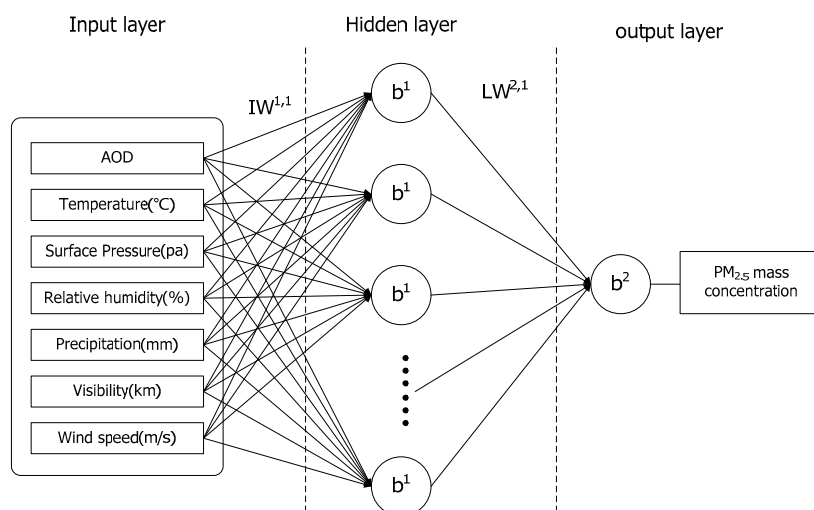 Input layer
Hidden layer
output layer
IW1,1
LW2,1
AOD
Temperature(℃)
Surface Pressure(pa)
Relative humidity(%)
Precipitation(mm)
Visibility(km)
Wind speed(m/s)
b1
b1
b1
b1
b2
PM2.5 mass
concentration